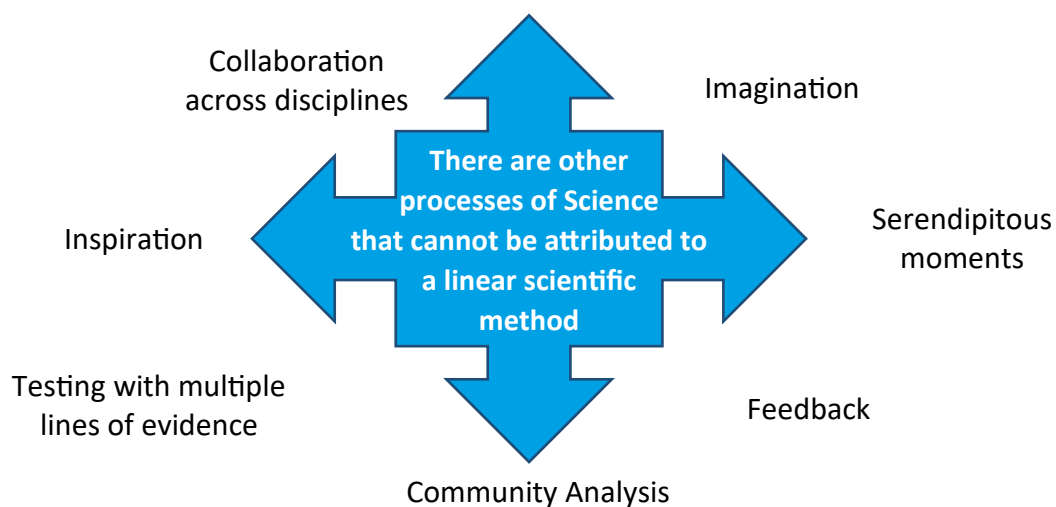 Collaboration
across disciplines
Imagination
There are other
processes of Science
that cannot be attributed to
a linear scientific
method
Inspiration
Serendipitous
moments
Testing with multiple
lines of evidence
Feedback
Community Analysis